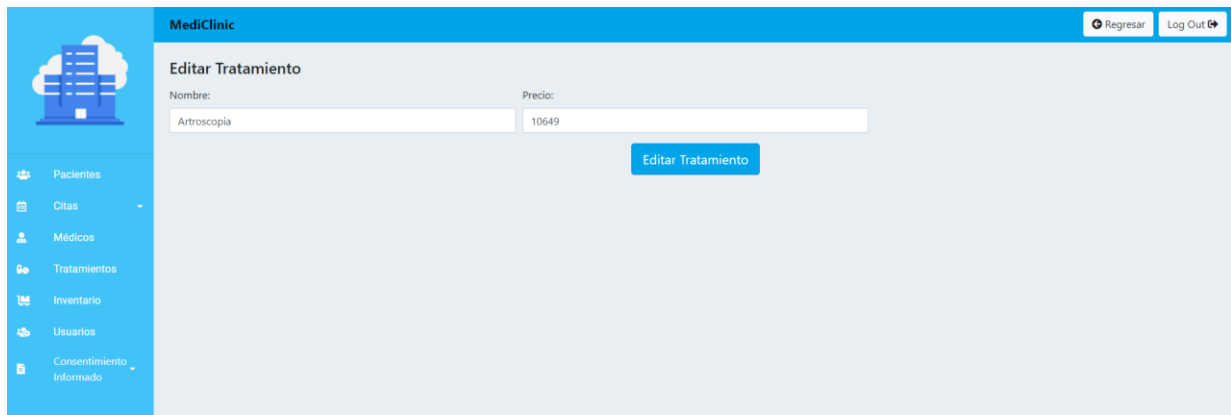 MediClinic
Regresar
Log Out
Editar Tratamiento
Nombre:
Precio:
Artroscopia
10649
Editar Tratamiento
Pacientes
Citas
Médicos
Tratamientos
Inventario
Usuarios
Consentimiento
Informado